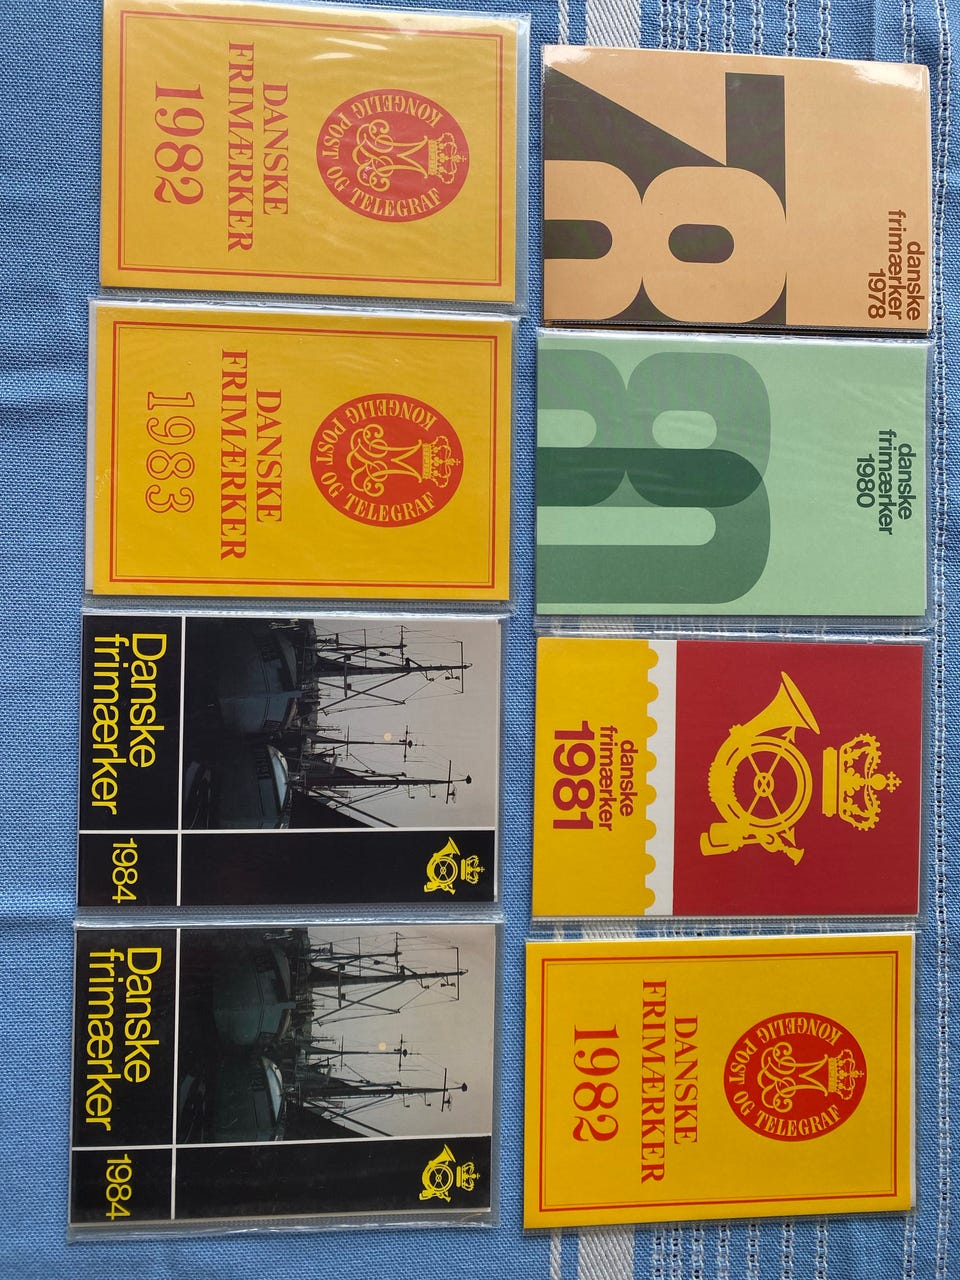 danske
frimærker
1978
78
danske
frimærker
1980
80
danske
frimærker
1981
KONGELIG POST OG TELEGRAF
DANSKE
FRIMÆRKER
1982
KONGELIG POST OG TELEGRAF
DANSKE
FRIMÆRKER
1982
KONGELIG POST OG TELEGRAF
DANSKE
FRIMÆRKER
1983
Danske
frimærker 1984
Danske
frimærker 1984